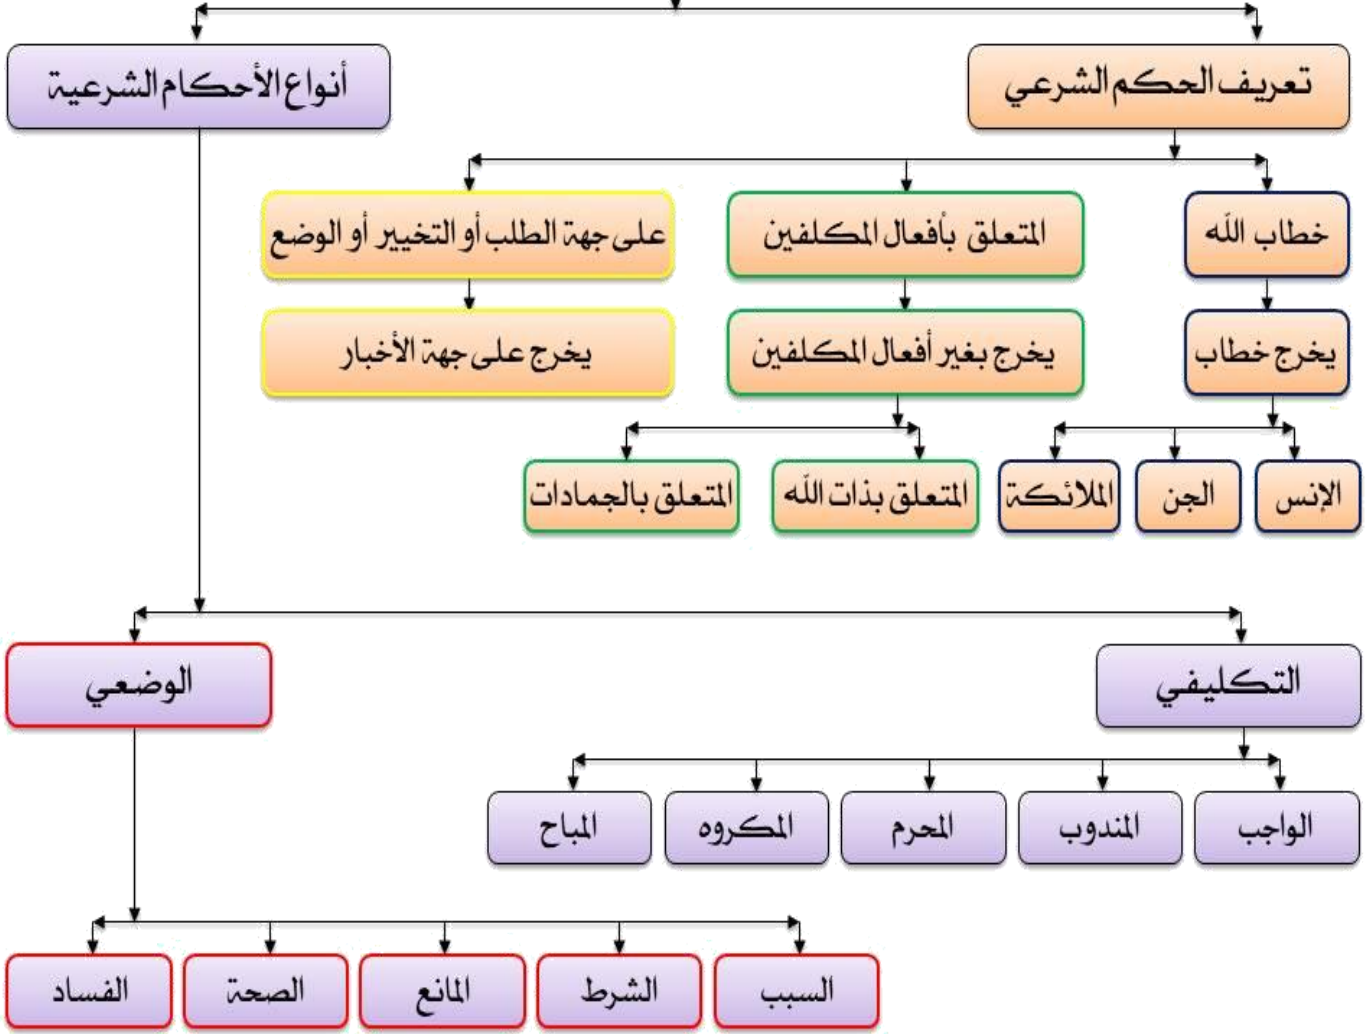 تعريف الحكم الشرعي
أنواع الأحكام الشرعية
خطاب الله
المتعلق بأفعال المكلفين
على جهة الطلب أو التخيير أو الوضع
يخرج خطاب
يخرج بغير أفعال المكلفين
يخرج على جهة الأخبار
الإنس
الجن
الملائكة
المتعلق بذات الله
المتعلق بالجمادات
التكليفي
الوضعي
الواجب
المندوب
المحرم
المكروه
المباح
السبب
الشرط
المانع
الصحة
الفساد